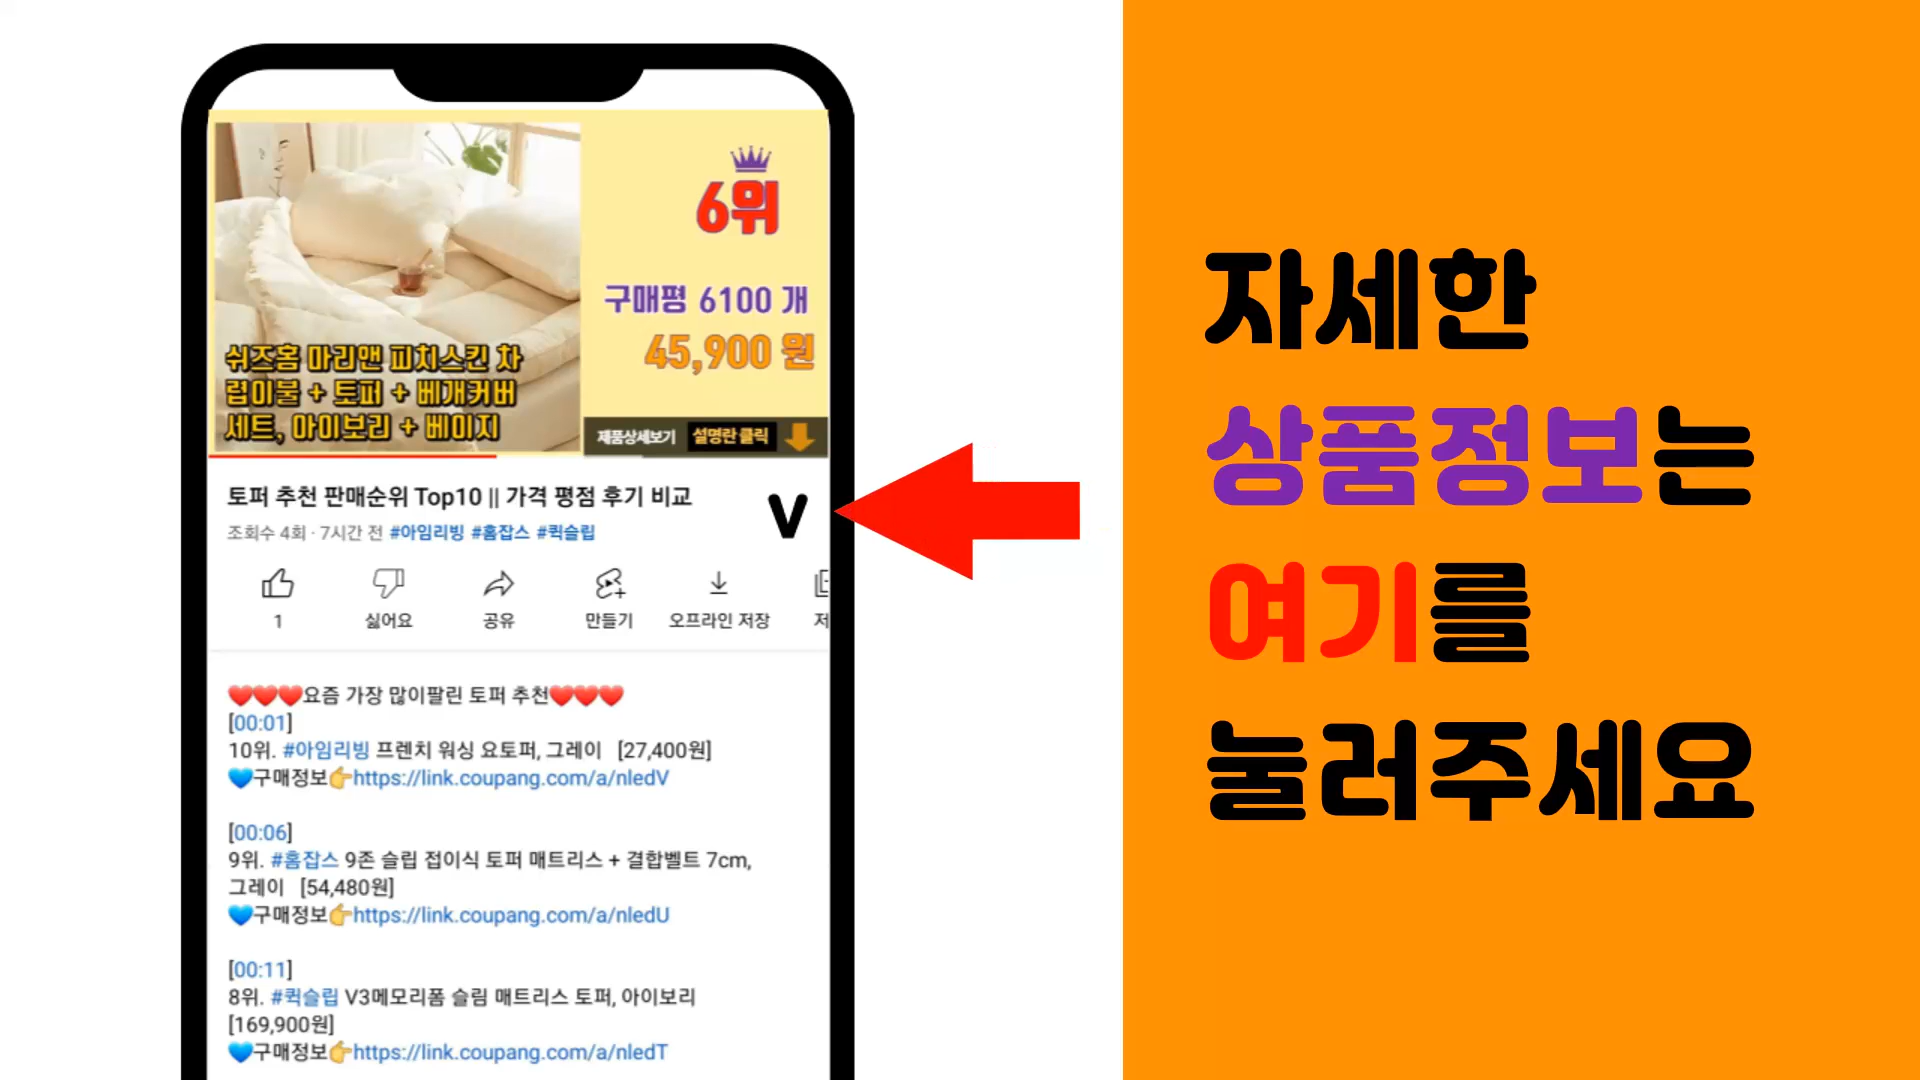 6위
구매평 6100 개
45,900 원
쉬즈홈 마리앤 피치스킨 차
렵이불 + 토퍼 + 베개커버
세트, 아이보리 + 베이지
제품상세보기 설명란 클릭
토퍼 추천 판매순위 Top10 || 가격 평점 후기 비교
V
조회수 4회 · 7시간 전 #아임리빙 #홈잡스 #퀵슬립
1 싫어요 공유 만들기 오프라인 저장 저
❤️❤️❤️요즘 가장 많이팔린 토퍼 추천❤️❤️❤️
[00:01]
10위. #아임리빙 프렌치 워싱 요토퍼, 그레이 [27,400원]
💙구매정보👉https://link.coupang.com/a/nledV
[00:06]
9위. #홈잡스 9존 슬립 접이식 토퍼 매트리스 + 결합벨트 7cm,
그레이 [54,480원]
💙구매정보👉https://link.coupang.com/a/nledU
[00:11]
8위. #퀵슬립 V3메모리폼 슬림 매트리스 토퍼, 아이보리
[169,900원]
💙구매정보👉https://link.coupang.com/a/nledT
자세한
상품정보는
여기를
눌러주세요